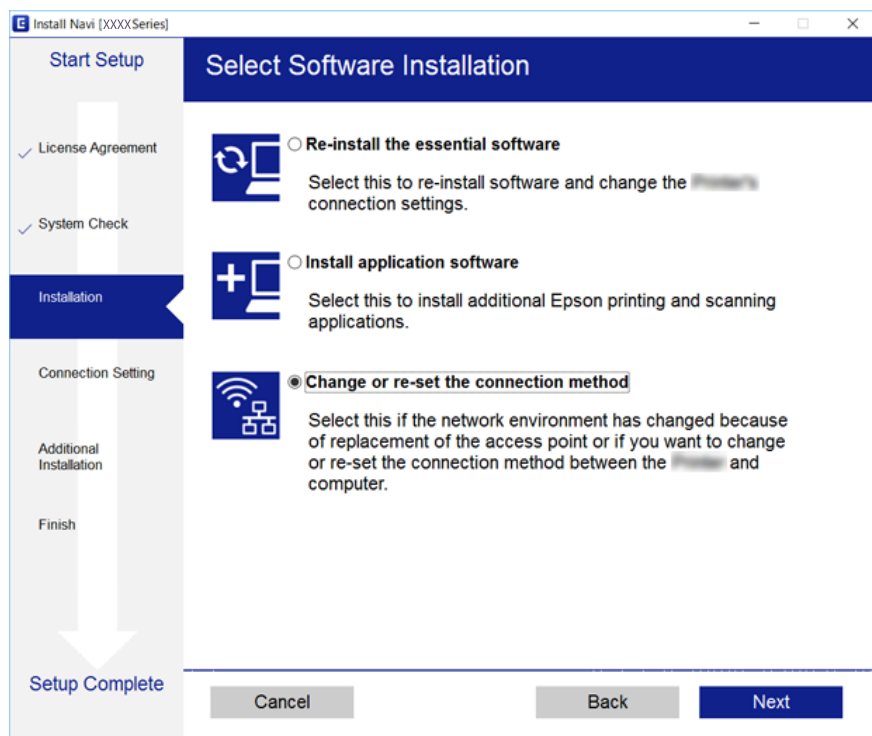 E Install Navi [XXXX Series]
Start Setup
Select Software Installation
License Agreement
System Check
Installation
Connection Setting
Additional
Installation
Finish
Setup Complete
Re-install the essential software
Select this to re-install software and change the
connection settings.
Install application software
Select this to install additional Epson printing and scanning
applications.
Change or re-set the connection method
Select this if the network environment has changed because
of replacement of the access point or if you want to change
or re-set the connection method between the and
computer.
Cancel
Back
Next